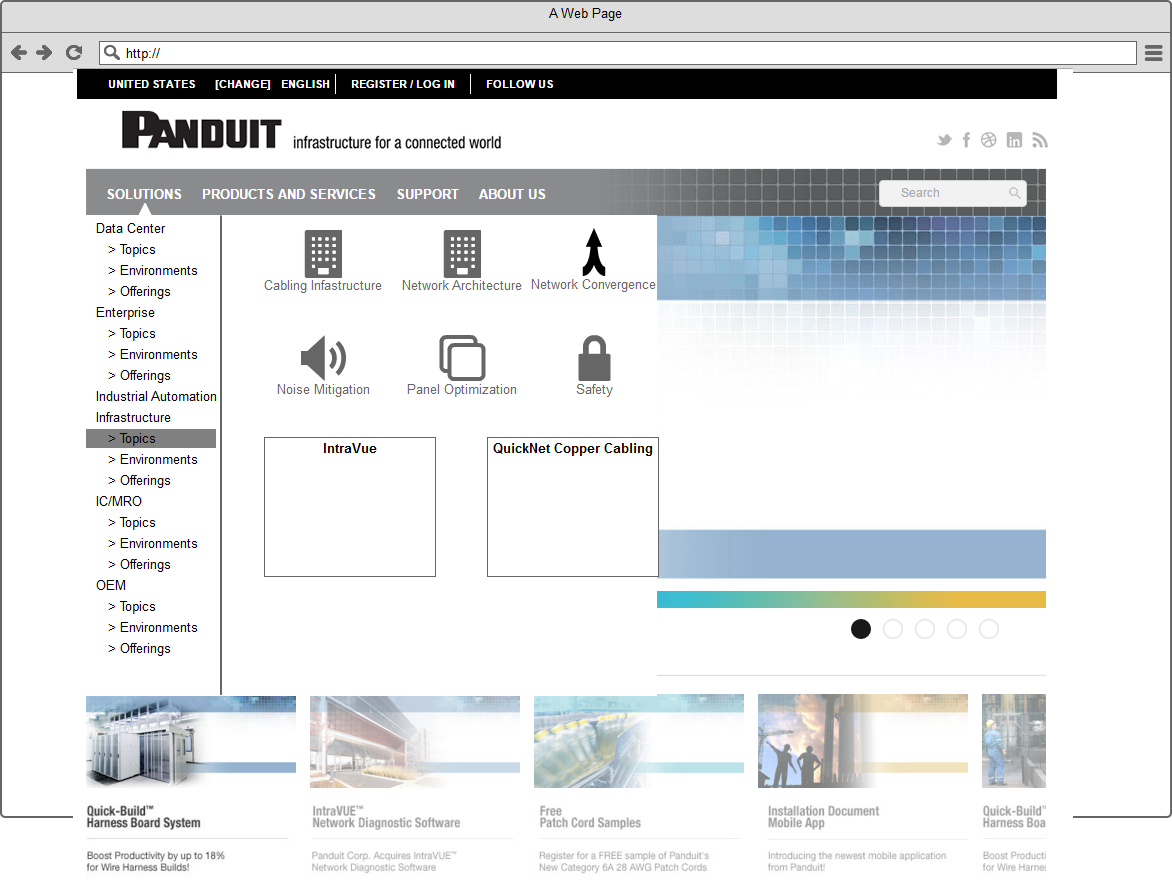 A Web Page
http://
UNITED STATES [CHANGE] ENGLISH REGISTER / LOG IN FOLLOW US
PANDUIT infrastructure for a connected world
SOLUTIONS PRODUCTS AND SERVICES SUPPORT ABOUT US Search
Data Center
> Topics
> Environments
> Offerings
Enterprise
> Topics
> Environments
> Offerings
Industrial Automation
Infrastructure
> Topics
> Environments
> Offerings
IC/MRO
> Topics
> Environments
> Offerings
OEM
> Topics
> Environments
> Offerings
Cabling Infastructure Network Architecture Network Convergence
Noise Mitigation Panel Optimization Safety
IntraVue QuickNet Copper Cabling
Quick-Build™
Harness Board System
Boost Productivity by up to 18%
for Wire Harness Builds!
IntraVUE™
Network Diagnostic Software
Panduit Corp. Acquires IntraVUE™
Network Diagnostic Software
Free
Patch Cord Samples
Register for a FREE sample of Panduit's
New Category 6A 28 AWG Patch Cords
Installation Document
Mobile App
Introducing the newest mobile application
from Panduit!
Quick-Build™
Harness Boa
Boost Producti
for Wire Harne